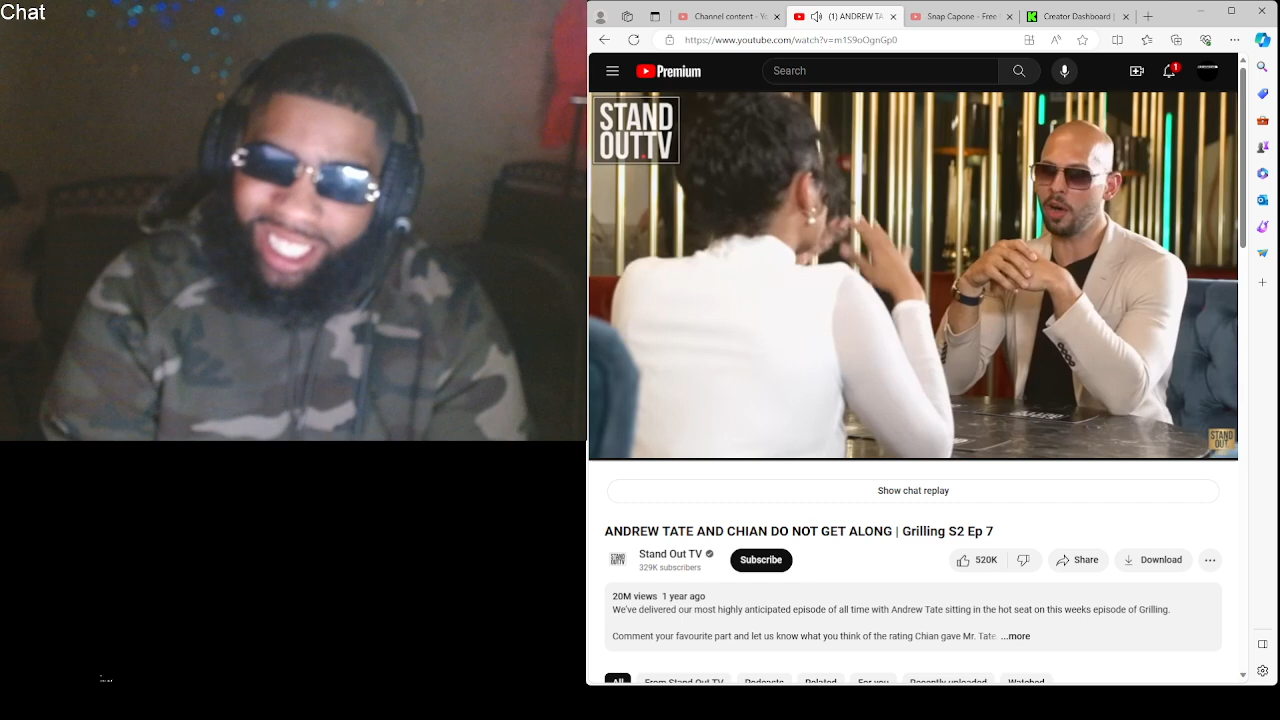 Chat
Channel content - Yo
(1) ANDREW TA
Snap Capone - Free
Creator Dashboard |
https://www.youtube.com/watch?v=m1S9oOgnGp0
Premium
Search
1
STAND
OUT.TV
STAND
OUT
Show chat replay
ANDREW TATE AND CHIAN DO NOT GET ALONG | Grilling S2 Ep 7
Stand Out TV
329K subscribers
Subscribe
520K
Share
Download
20M views 1 year ago
We've delivered our most highly anticipated episode of all time with Andrew Tate sitting in the hot seat on this weeks episode of Grilling.
Comment your favourite part and let us know what you think of the rating Chian gave Mr. Tate. ...more
All
From Stand Out TV
Podcasts
Related
For you
Recently uploaded
Watched